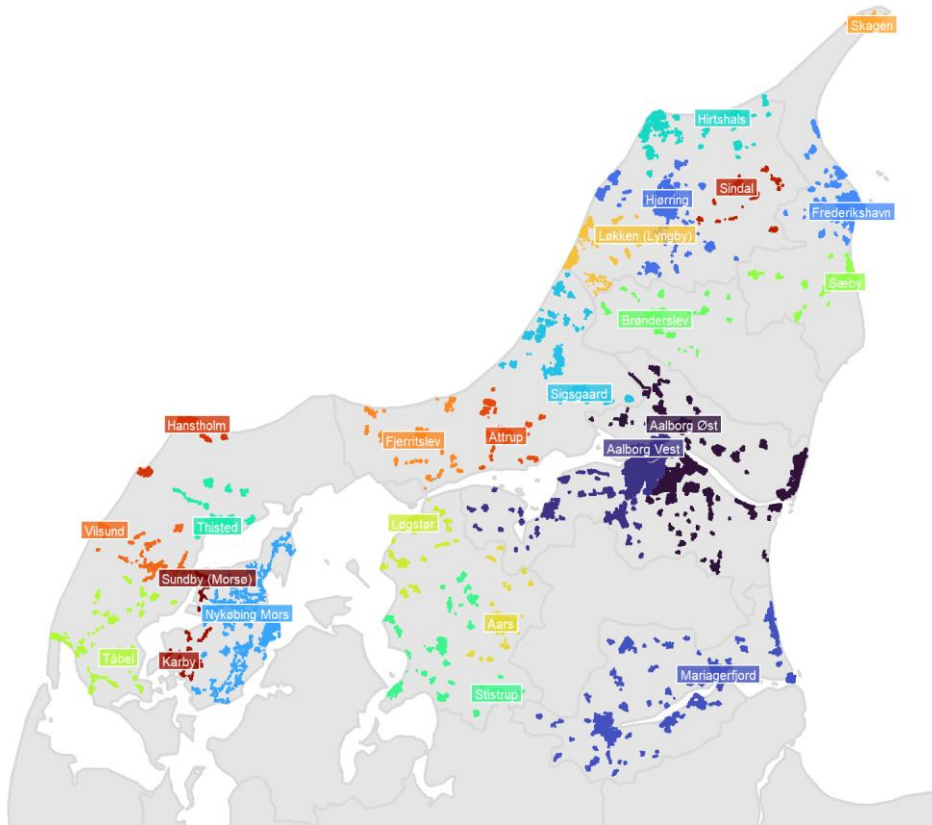 Skagen
Hirtshals
Sindal
Hjørring
Frederikshavn
Løkken (Lyngby)
Sæby
Brønderslev
Sigsgaard
Hanstholm
Aalborg Øst
Attrup
Fjerritslev
Aalborg Vest
Løgstør
Thisted
Vilsund
Sundby (Morsø)
Nykøbing Mors
Aars
Tåbel
Karby
Mariagerfjord
Stistrup